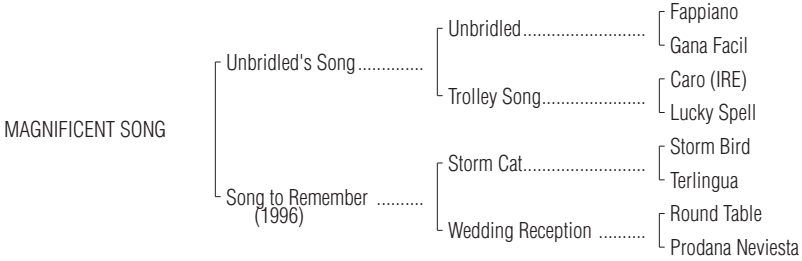 Fappiano
Unbridled..........................
Gana Facil
Unbridled's Song..............
Caro (IRE)
Trolley Song......................
Lucky Spell
MAGNIFICENT SONG
Storm Bird
Storm Cat..........................
Terlingua
Song to Remember ..........
(1996)
Round Table
Wedding Reception ..........
Prodana Neviesta